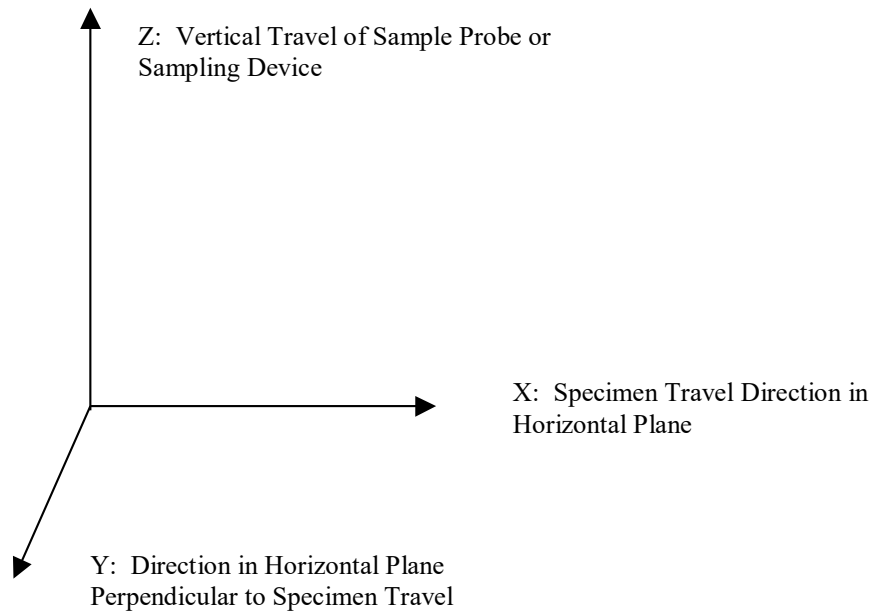 Z: Vertical Travel of Sample Probe or
Sampling Device
X: Specimen Travel Direction in
Horizontal Plane
Y: Direction in Horizontal Plane
Perpendicular to Specimen Travel